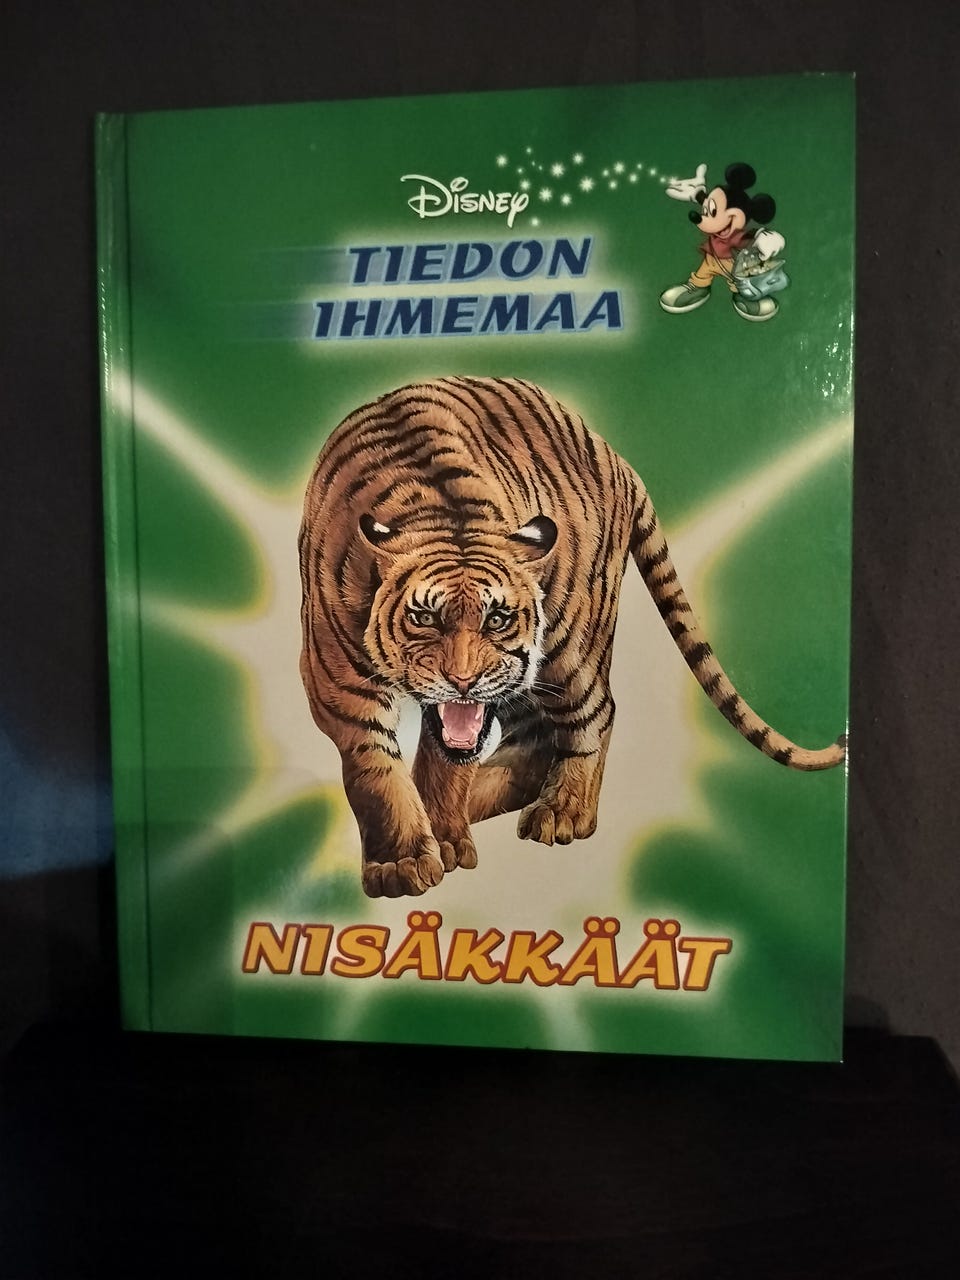 Disney
TIEDON
IHMEMAA
NISÄKKÄÄT